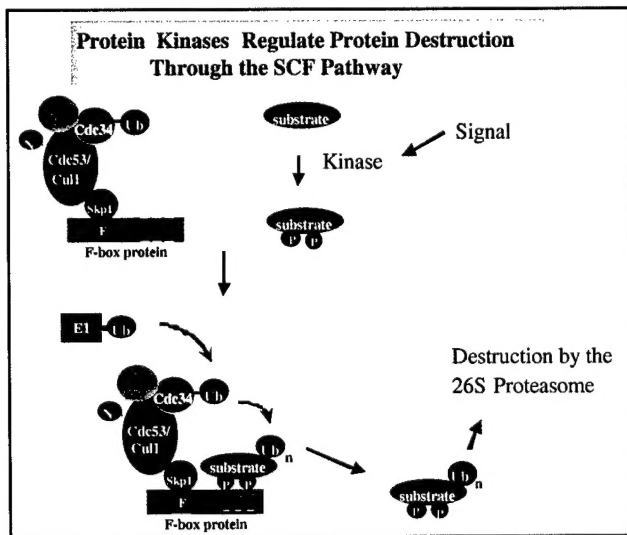 Protein Kinases Regulate Protein Destruction
Through the SCF Pathway
Cdc34
Ub
Cdc53/
Cul1
Skp1
F
F-box protein
substrate
Signal
Kinase
substrate
P P
E1
Ub
Cdc34
Ub
Cdc53/
Cul1
Skp1
F
F-box protein
Ub
n
substrate
P P
Destruction by the
26S Proteasome
Ub
n
substrate
P P